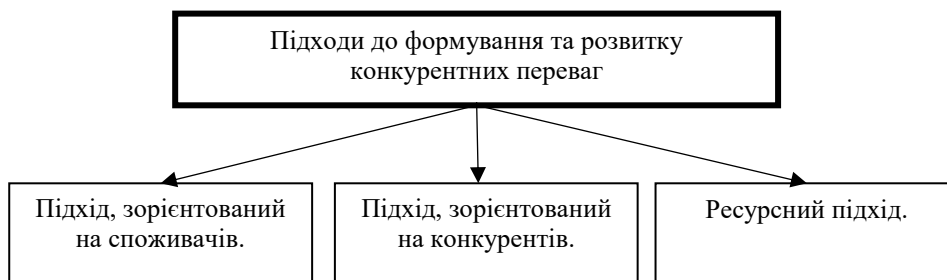 Підходи до формування та розвитку
конкурентних переваг
Підхід, зорієнтований
на споживачів.
Підхід, зорієнтований
на конкурентів.
Ресурсний підхід.